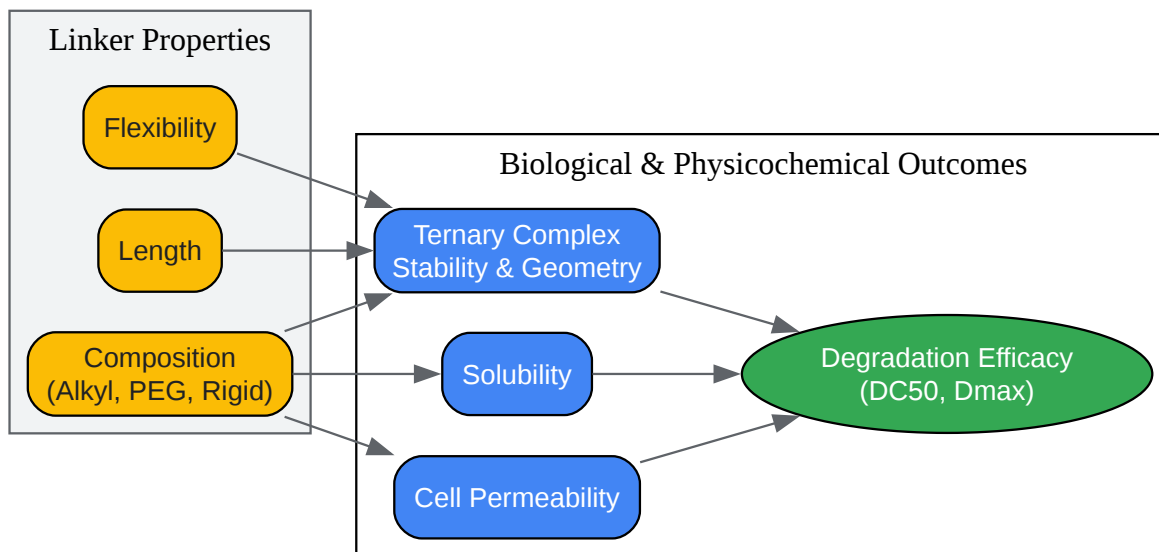 Linker Properties
Flexibility
Length
Composition
(Alkyl, PEG, Rigid)
Biological & Physicochemical Outcomes
Ternary Complex
Stability & Geometry
Solubility
Cell Permeability
Degradation Efficacy
(DC50, Dmax)